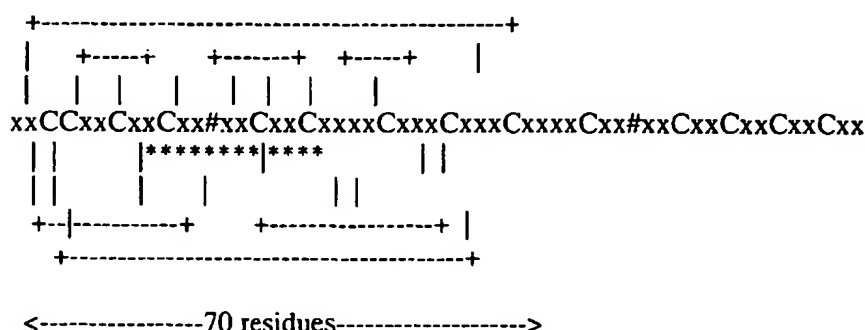 +--------------------------------------------+
| +-----+ +-------+ +-----+ |
| | | | | | | |
xxCCxxCxxCxx#xxCxxCxxxxCxxxCxxxCxxxxCxx#xxCxxCxxCxxCxx
| | |********|**** | |
| | | | | |
+--|-----------+ +----------------+ |
+--------------------------------------+
<-----------------70 residues------------------->